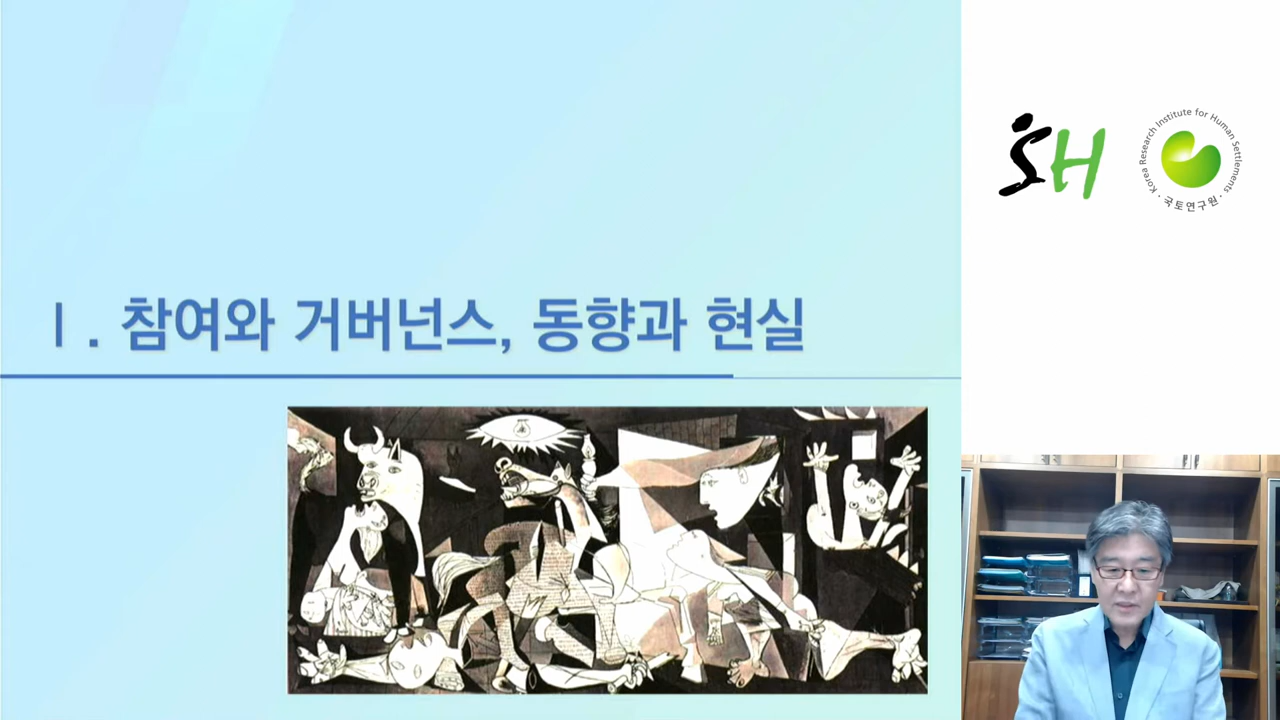 Ⅰ. 참여와 거버넌스, 동향과 현실
SH
Korea Research Institute for Human Settlements
· 국토연구원 ·